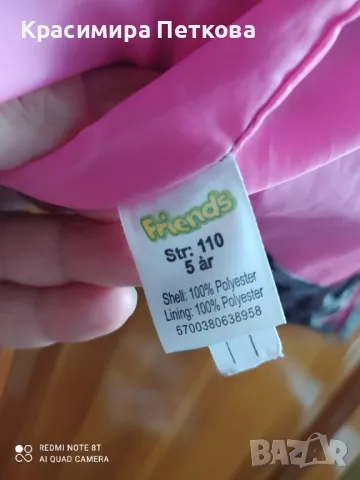 Красимира Петкова
Friends
Str: 110
5 år
Shell: 100% Polyester
Lining: 100% Polyester
5700380638958
REDMI NOTE 8T
AI QUAD CAMERA
BAZAR